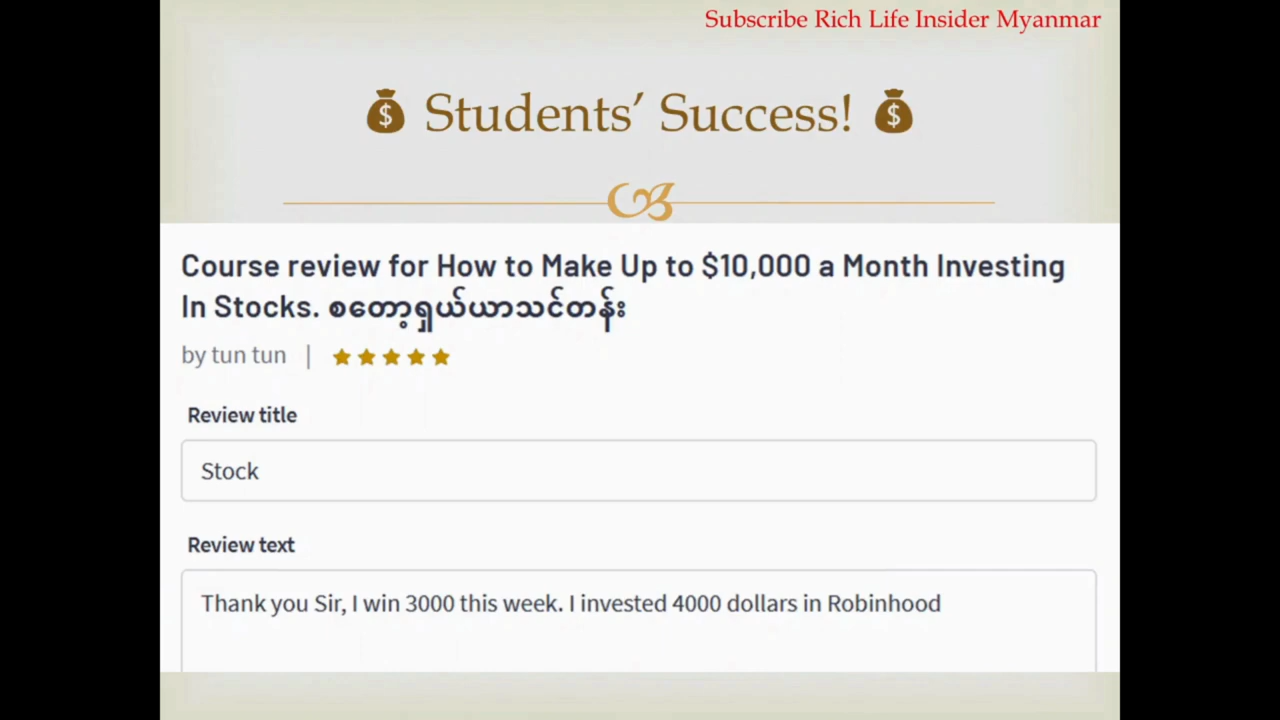 Subscribe Rich Life Insider Myanmar
Students’ Success!
Course review for How to Make Up to $10,000 a Month Investing
In Stocks. စတော့ရှယ်ယာသင်တန်း
by tun tun |
Review title
Stock
Review text
Thank you Sir, I win 3000 this week. I invested 4000 dollars in Robinhood